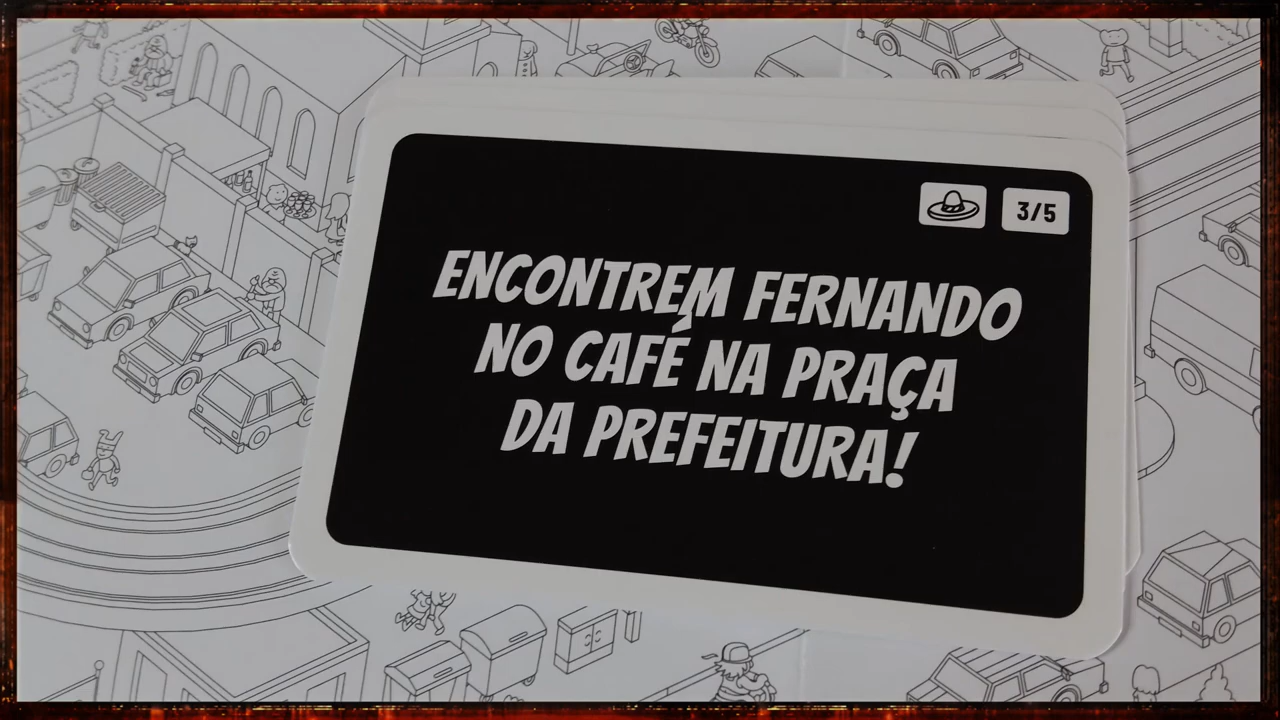 3/5
ENCONTREM FERNANDO
NO CAFÉ NA PRAÇA
DA PREFEITURA!